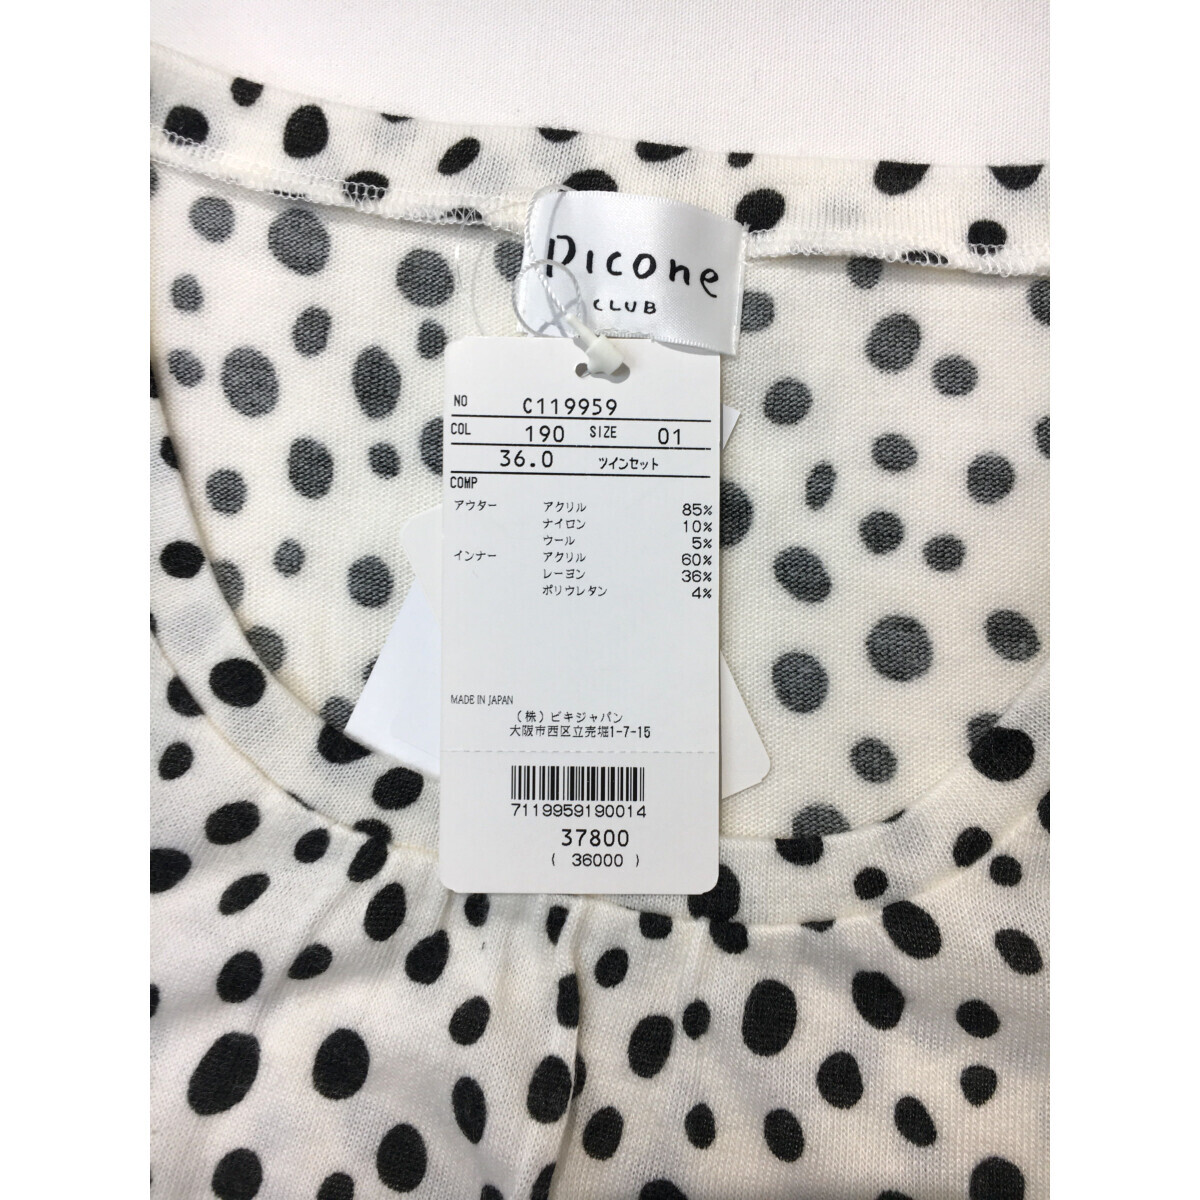 picone
CLUB
NO C119959
COL 190 SIZE 01
36.0 ツインセット
COMP
アウター アクリル 85%
ナイロン 10%
ウール 5%
インナー アクリル 60%
レーヨン 36%
ポリウレタン 4%
MADE IN JAPAN
(株)ビキジャパン
大阪市西区立売堀1-7-15
7119959190014
37800
( 36000 )